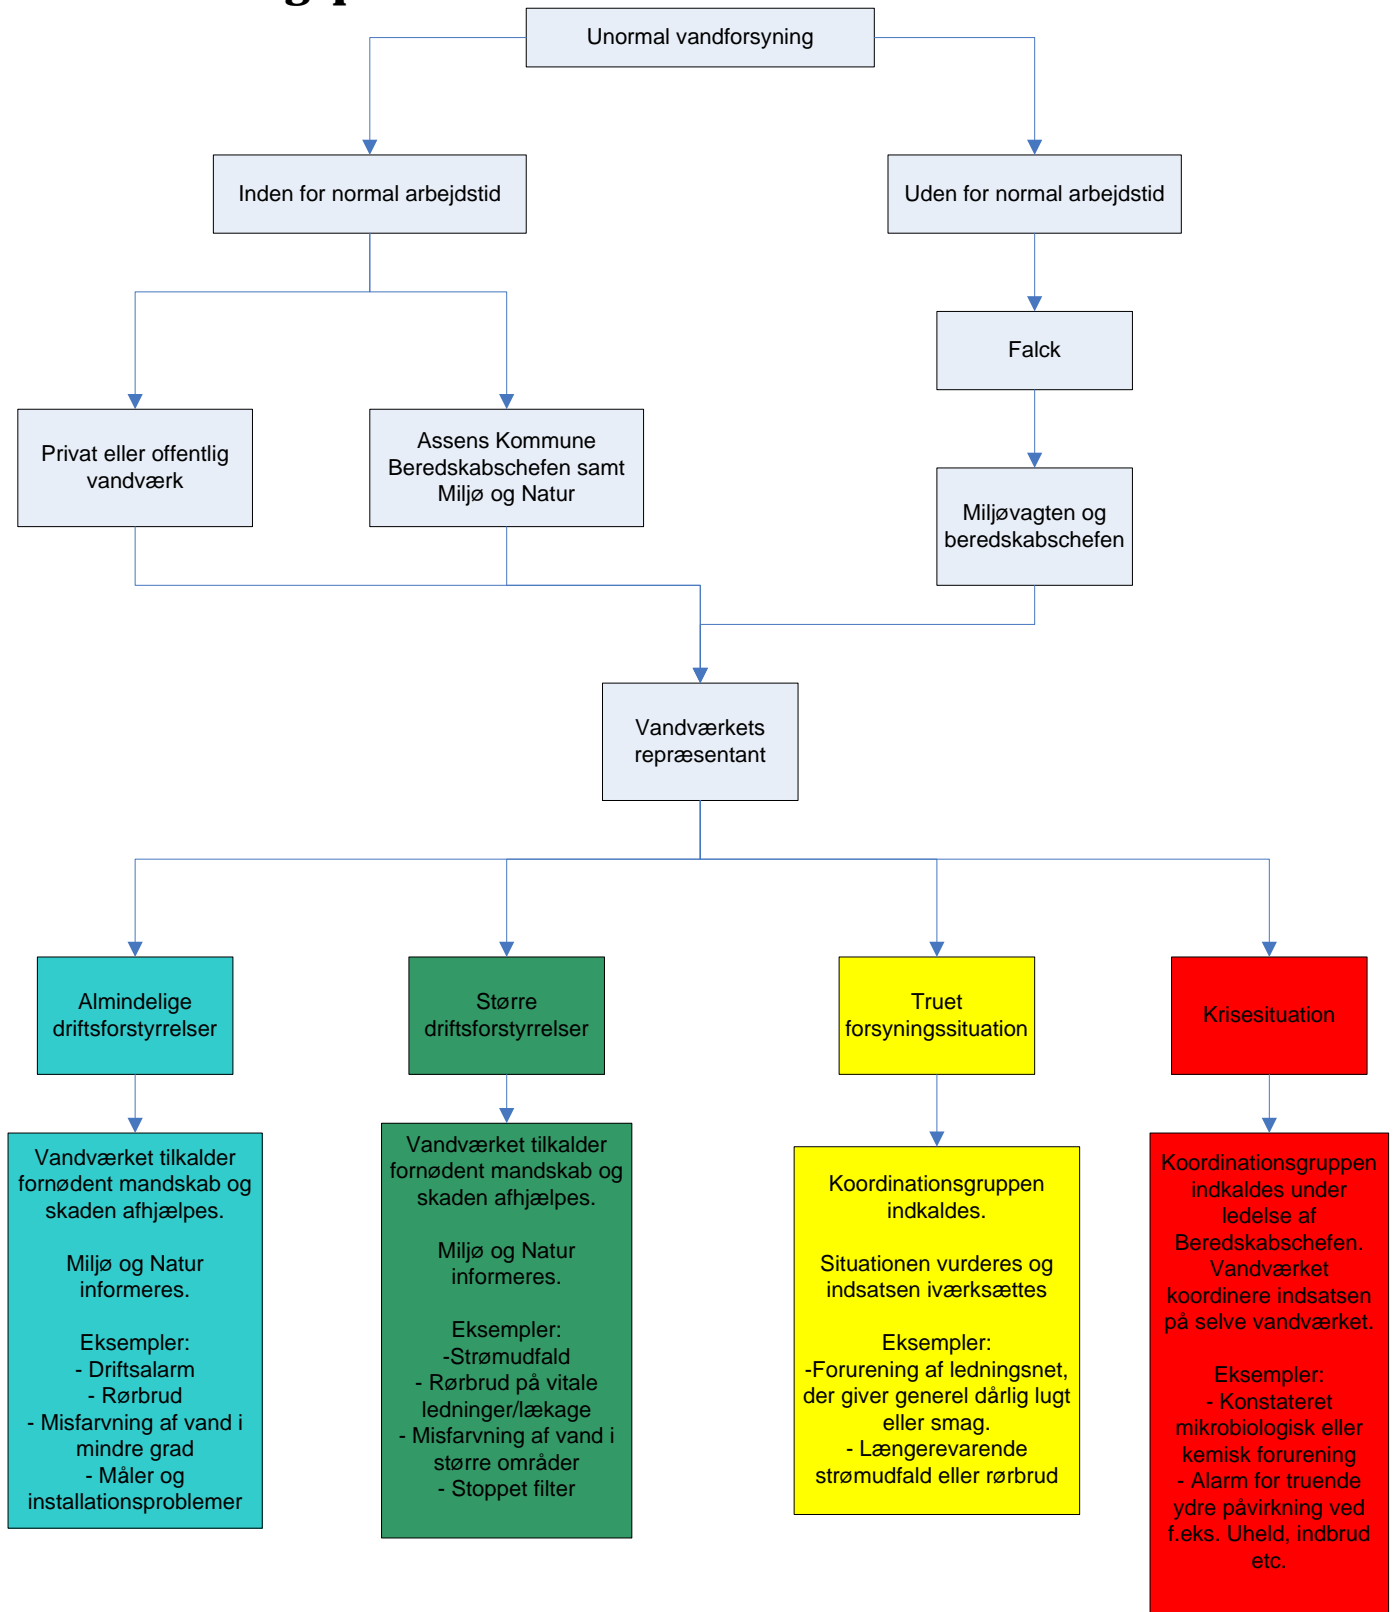 Unormal vandforsyning
Inden for normal arbejdstid
Uden for normal arbejdstid
Falck
Privat eller offentlig
vandværk
Assens Kommune
Beredskabschefen samt
Miljø og Natur
Miljøvagten og
beredskabschefen
Vandværkets
repræsentant
Almindelige
driftsforstyrrelser
Større
driftsforstyrrelser
Truet
forsyningssituation
Krisesituation
Vandværket tilkalder
fornødent mandskab og
skaden afhjælpes.
Miljø og Natur
informeres.
Eksempler:
- Driftsalarm
- Rørbrud
- Misfarvning af vand i
mindre grad
- Måler og
installationsproblemer
Vandværket tilkalder
fornødent mandskab og
skaden afhjælpes.
Miljø og Natur
informeres.
Eksempler:
-Strømudfald
- Rørbrud på vitale
ledninger/lækage
- Misfarvning af vand i
større områder
- Stoppet filter
Koordinationsgruppen
indkaldes.
Situationen vurderes og
indsatsen iværksættes
Eksempler:
-Forurening af ledningsnet,
der giver generel dårlig lugt
eller smag.
- Længerevarende
strømudfald eller rørbrud
Koordinationsgruppen
indkaldes under
ledelse af
Beredskabschefen.
Vandværket
koordinere indsatsen
på selve vandværket.
Eksempler:
- Konstateret
mikrobiologisk eller
kemisk forurening
- Alarm for truende
ydre påvirkning ved
f.eks. Uheld, indbrud
etc.